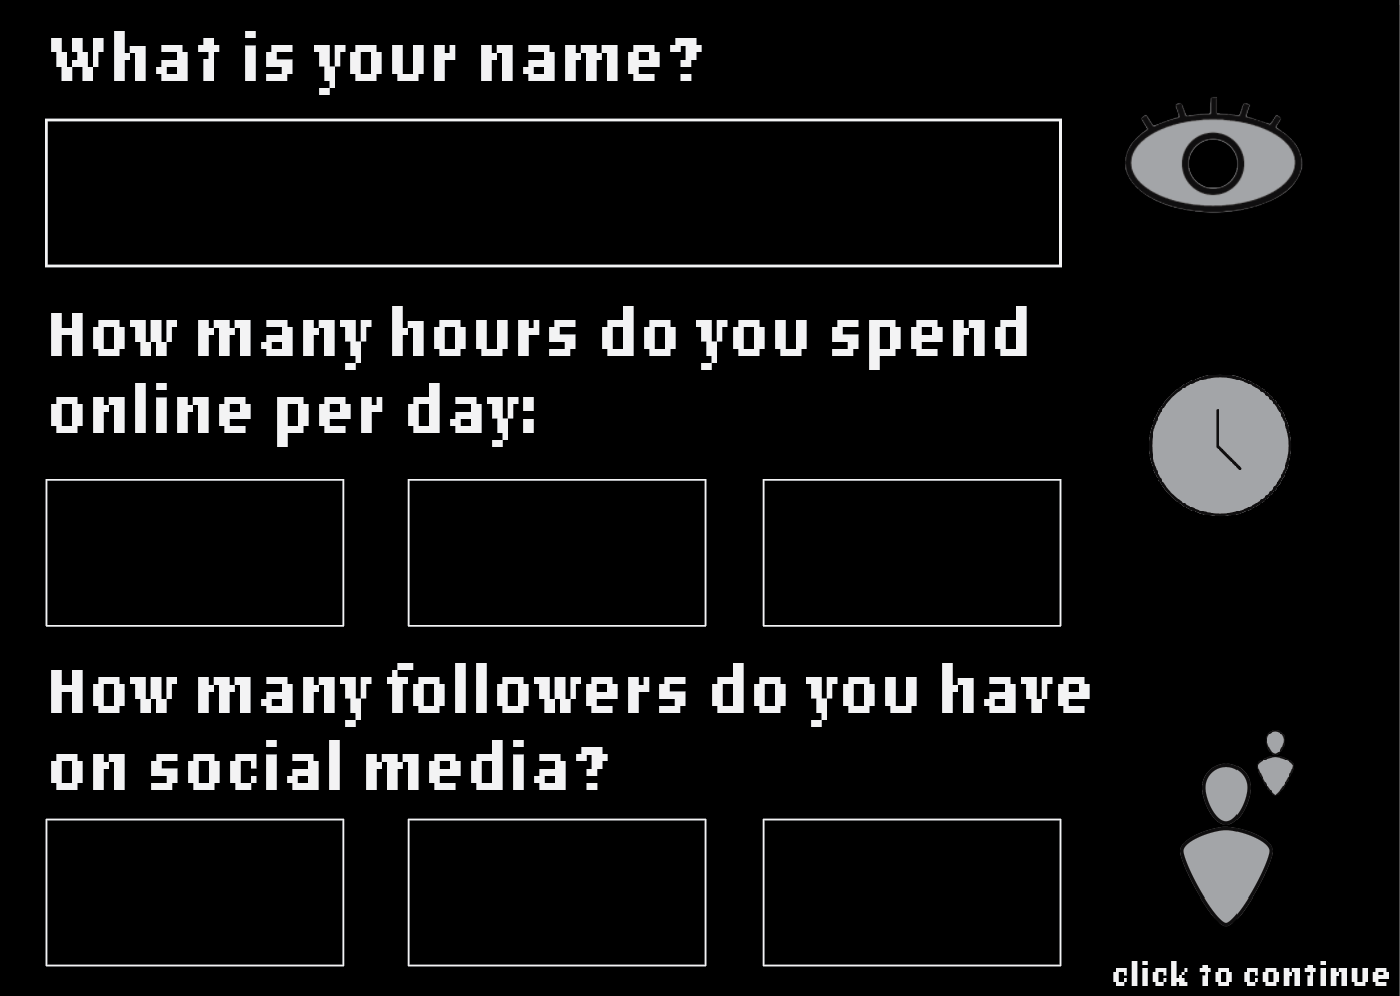 What is your name?
How many hours do you spend
online per day:
How many followers do you have
on social media?
click to continue